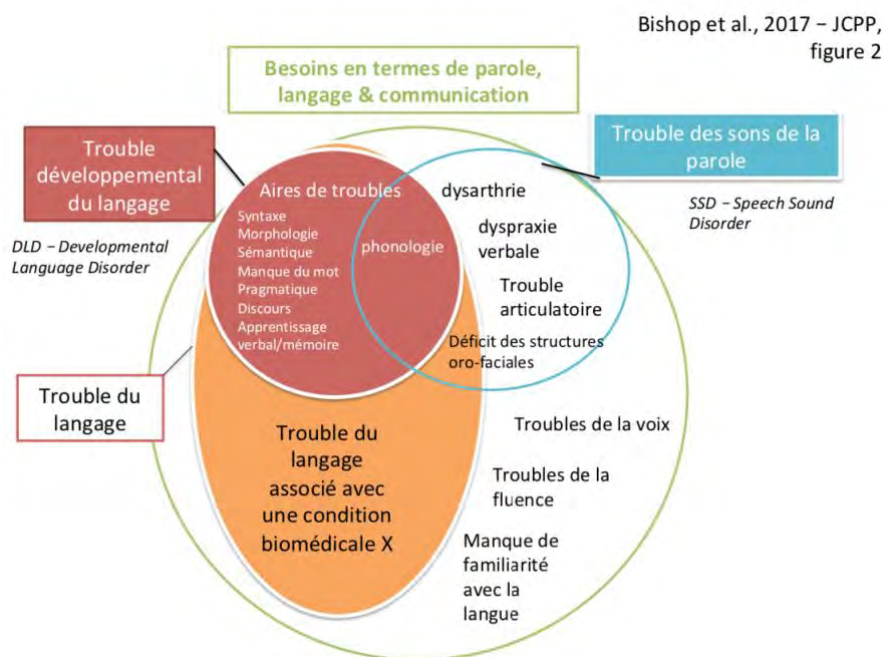 Bishop et al., 2017 – JCPP,
figure 2
Besoins en termes de parole,
langage & communication
Trouble
développemental
du langage
DLD – Developmental
Language Disorder
Trouble des sons de la
parole
SSD – Speech Sound
Disorder
Aires de troubles
Syntaxe
Morphologie
Sémantique
Manque du mot
Pragmatique
Discours
Apprentissage
verbal/mémoire
phonologie
dysarthrie
dyspraxie
verbale
Trouble
articulatoire
Déficit des structures
oro-faciales
Trouble du
langage
Trouble du
langage
associé avec
une condition
biomédicale X
Troubles de la voix
Troubles de la
fluence
Manque de
familiarité
avec la
langue